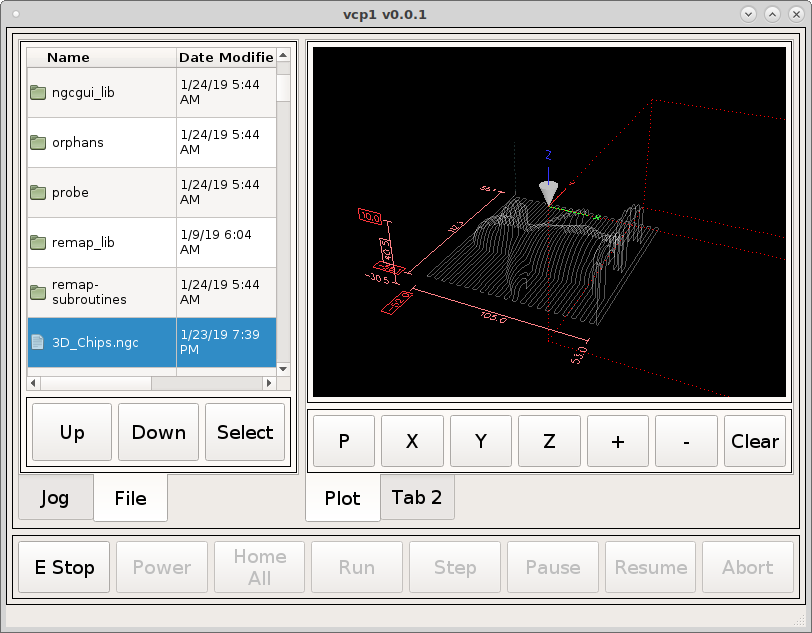 vcp1 v0.0.1
Name
Date Modifie
ngcgui_lib
1/24/19 5:44
AM
orphans
1/24/19 5:44
AM
probe
1/24/19 5:44
AM
remap_lib
1/9/19 6:04
AM
remap-
subroutines
1/24/19 5:44
AM
3D_Chips.ngc
1/23/19 7:39
PM
Up
Down
Select
Jog
File
Z
-30.5
105.0
53.0
P
X
Y
Z
+
-
Clear
Plot
Tab 2
E Stop
Power
Home
All
Run
Step
Pause
Resume
Abort